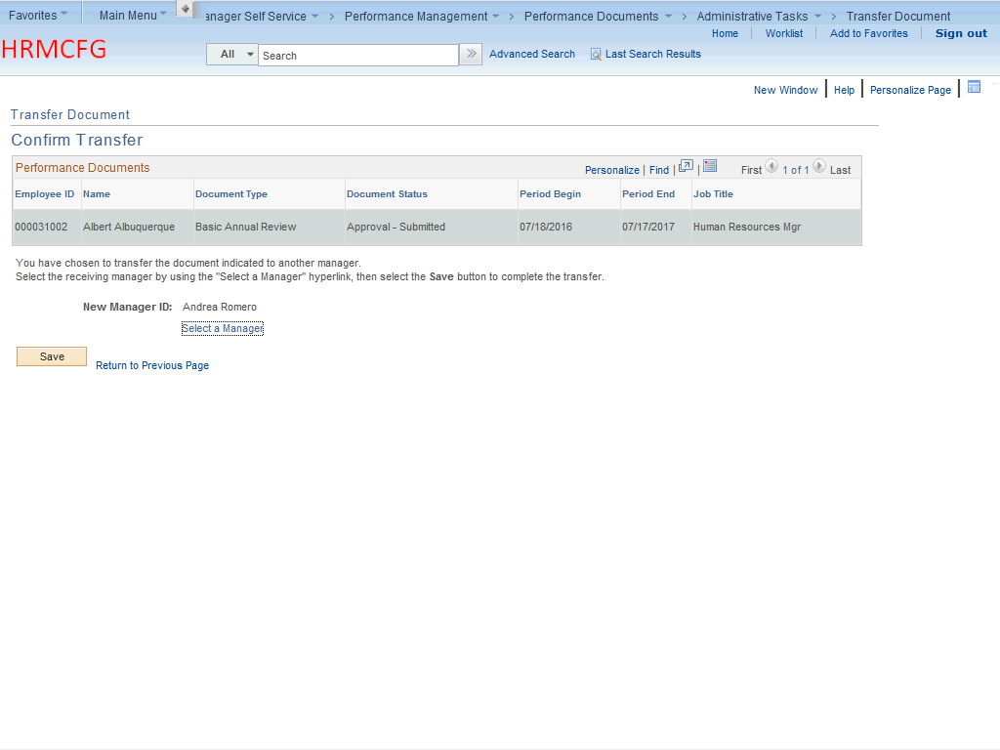 Favorites Main Menu anager Self Service > Performance Management > Performance Documents > Administrative Tasks > Transfer Document
Home Worklist Add to Favorites Sign out
HRMCFG
All Search Advanced Search Last Search Results
New Window Help Personalize Page
Transfer Document
Confirm Transfer
Performance Documents Personalize | Find | | First 1 of 1 Last
Employee ID Name Document Type Document Status Period Begin Period End Job Title
000031002 Albert Albuquerque Basic Annual Review Approval - Submitted 07/18/2016 07/17/2017 Human Resources Mgr
You have chosen to transfer the document indicated to another manager.
Select the receiving manager by using the "Select a Manager" hyperlink, then select the Save button to complete the transfer.
New Manager ID: Andrea Romero
Select a Manager
Save Return to Previous Page